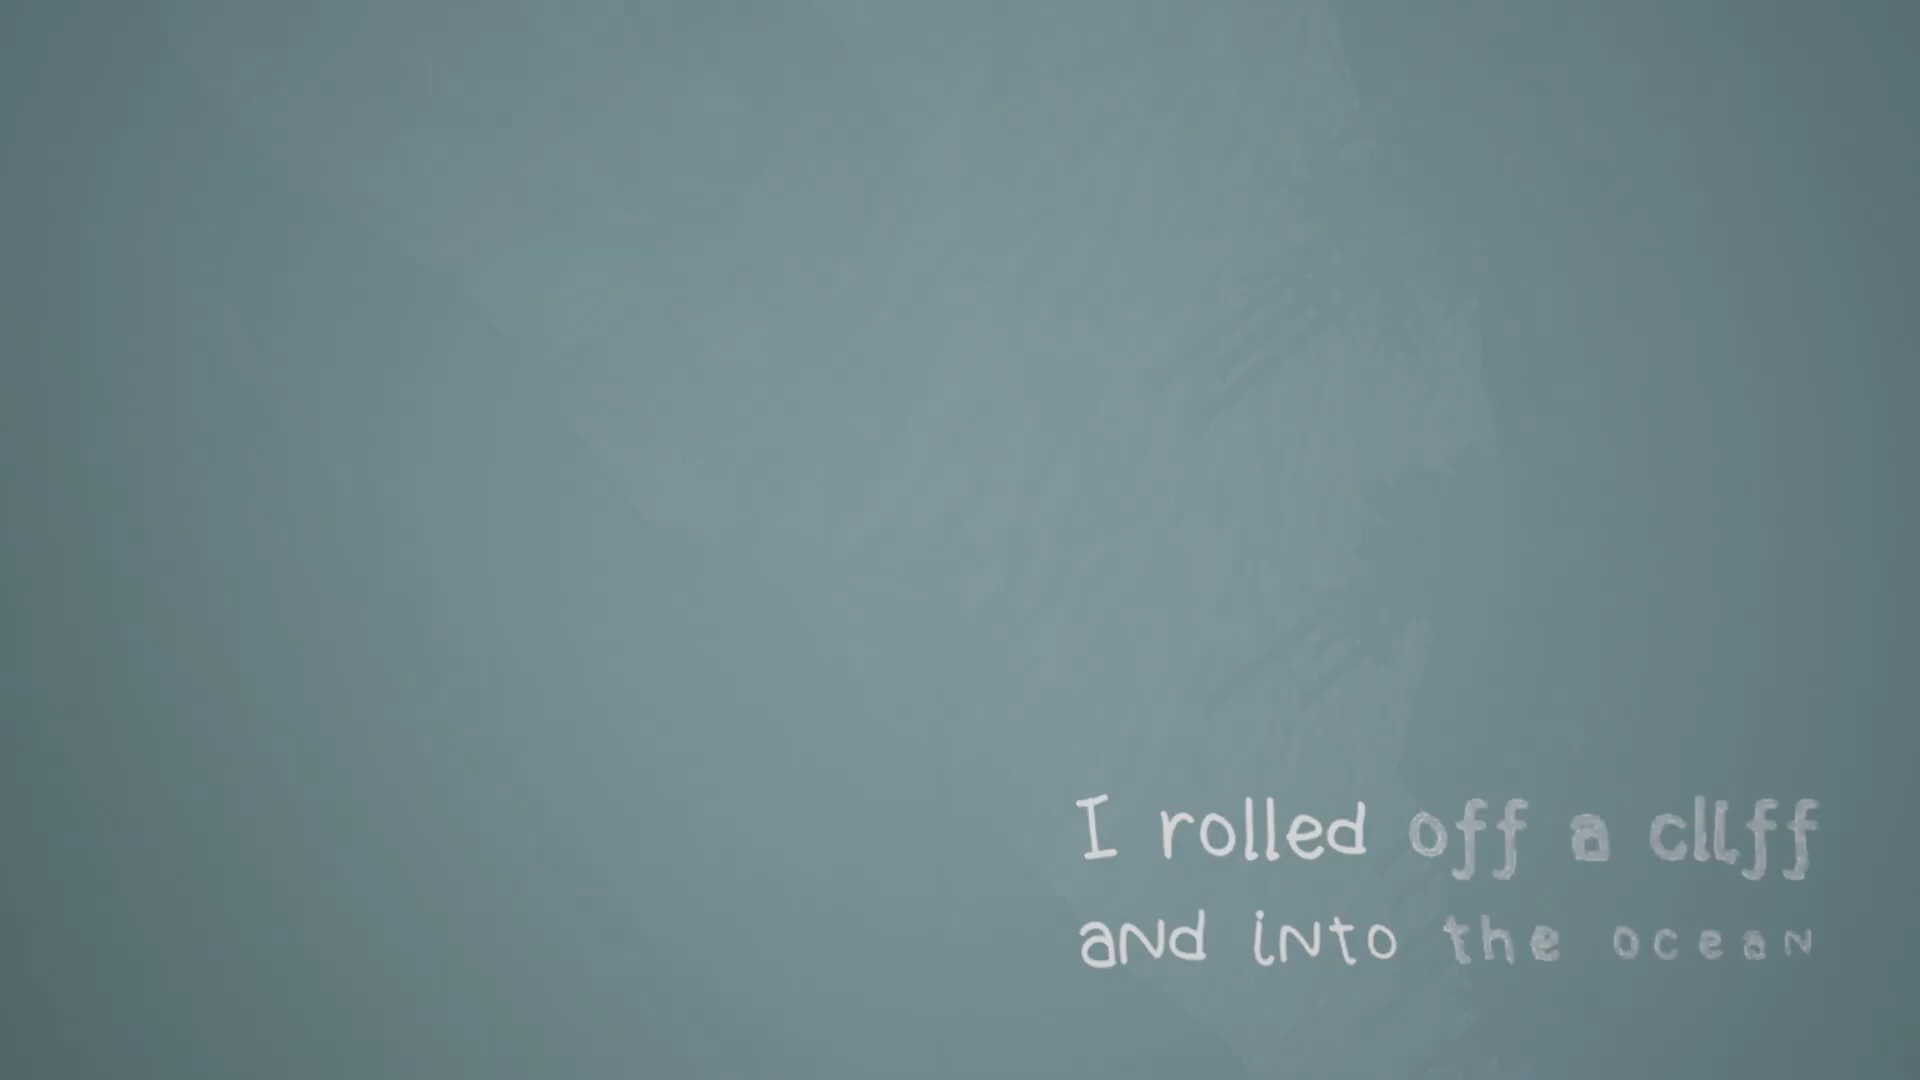 I rolled off a cliff
and into the ocean